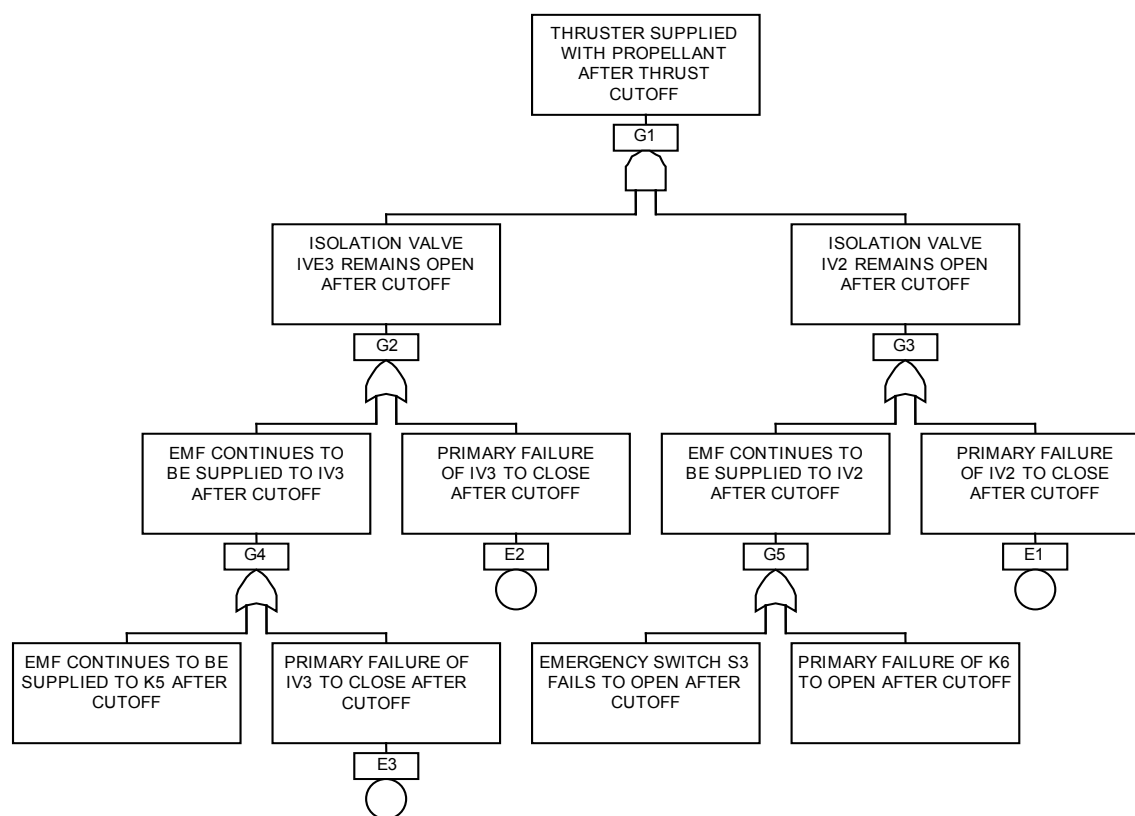 THRUSTER SUPPLIED
WITH PROPELLANT
AFTER THRUST
CUTOFF
G1
ISOLATION VALVE
IVE3 REMAINS OPEN
AFTER CUTOFF
ISOLATION VALVE
IV2 REMAINS OPEN
AFTER CUTOFF
G2
G3
EMF CONTINUES TO
BE SUPPLIED TO IV3
AFTER CUTOFF
PRIMARY FAILURE
OF IV3 TO CLOSE
AFTER CUTOFF
EMF CONTINUES TO
BE SUPPLIED TO IV2
AFTER CUTOFF
PRIMARY FAILURE
OF IV2 TO CLOSE
AFTER CUTOFF
G4
E2
G5
E1
EMF CONTINUES TO BE
SUPPLIED TO K5 AFTER
CUTOFF
PRIMARY FAILURE OF
IV3 TO CLOSE AFTER
CUTOFF
EMERGENCY SWITCH S3
FAILS TO OPEN AFTER
CUTOFF
PRIMARY FAILURE OF K6
TO OPEN AFTER CUTOFF
E3